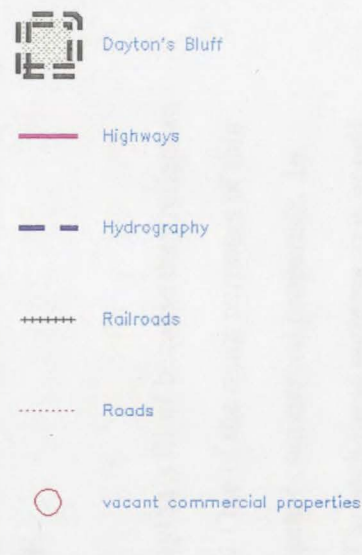 Dayton's Bluff
Highways
Hydrography
Railroads
Roads
vacant commercial properties